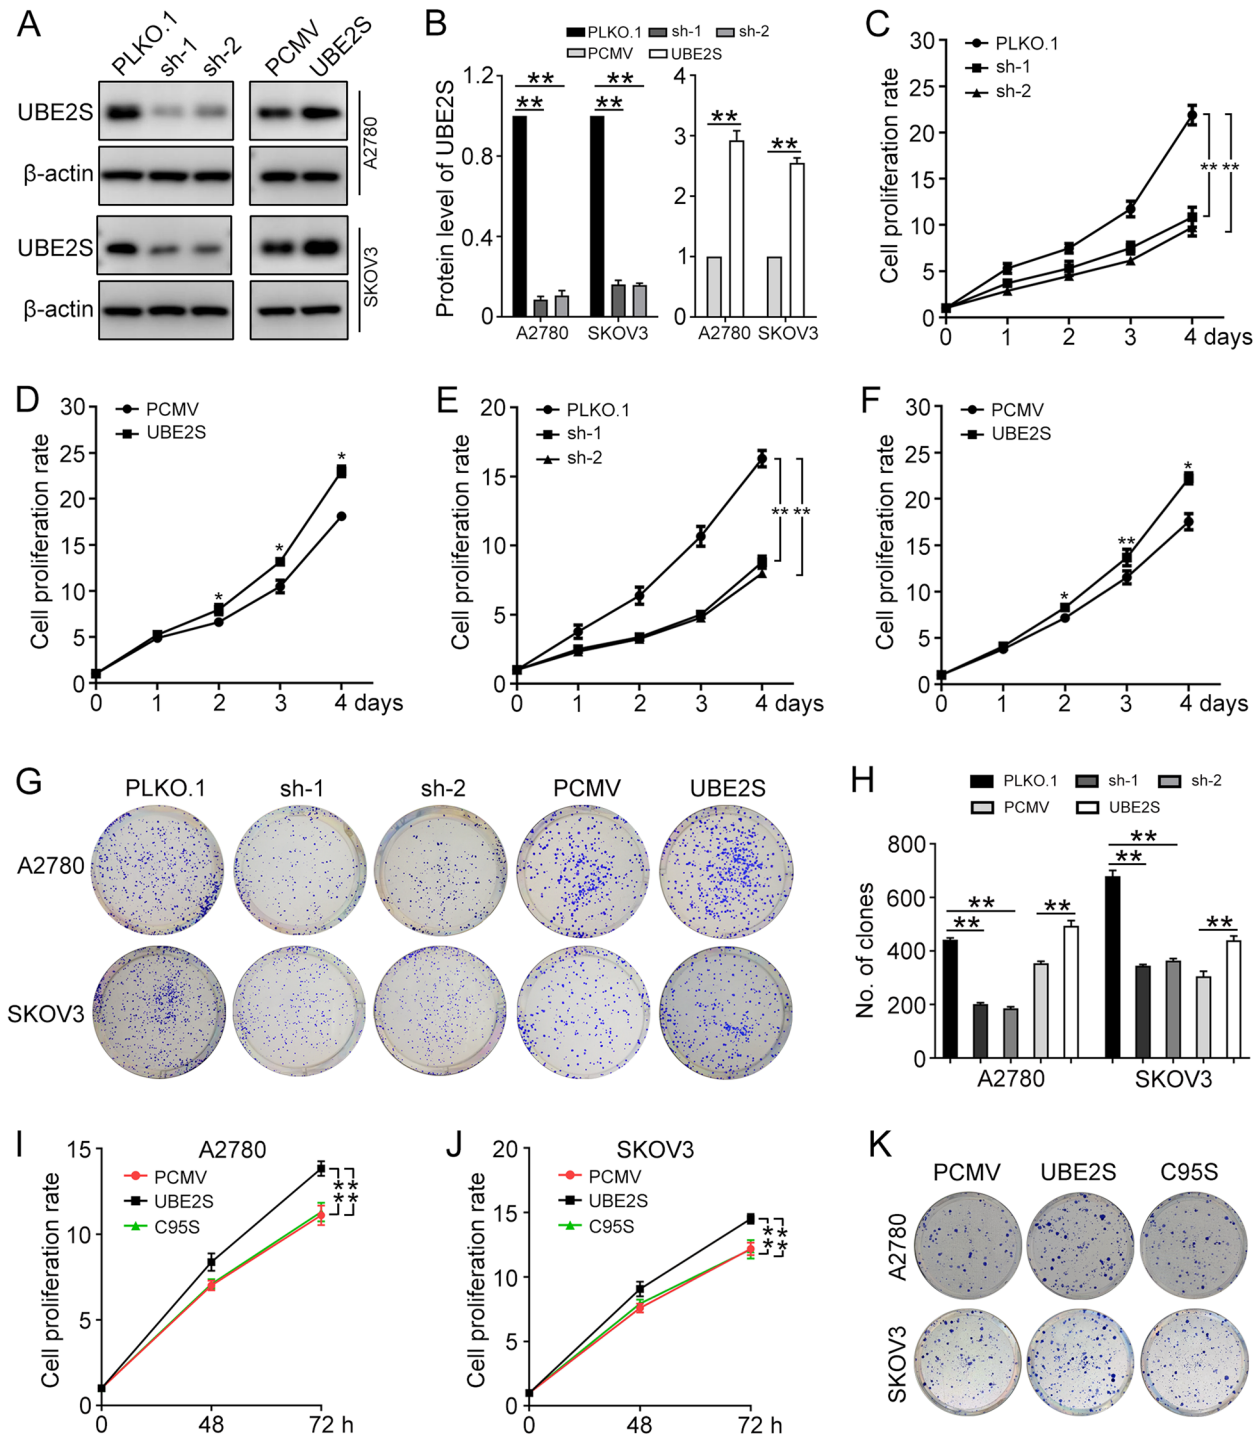 A
PLKO.1 sh-1 sh-2 PCMV UBE2S
UBE2S
β-actin
A2780
UBE2S
β-actin
SKOV3
B
PLKO.1 sh-1 sh-2
PCMV UBE2S
Protein level of UBE2S
1.2
0.8
0.4
0
** ** ** **
A2780 SKOV3
4
3
2
1
0
** **
A2780 SKOV3
C
PLKO.1
sh-1
sh-2
Cell proliferation rate
30
25
20
15
10
5
0
** **
0 1 2 3 4 days
D
PCMV
UBE2S
Cell proliferation rate
30
25
20
15
10
5
0
* * *
0 1 2 3 4 days
E
PLKO.1
sh-1
sh-2
Cell proliferation rate
20
15
10
5
0
** **
0 1 2 3 4 days
F
PCMV
UBE2S
Cell proliferation rate
30
25
20
15
10
5
0
* ** *
0 1 2 3 4 days
G
PLKO.1 sh-1 sh-2 PCMV UBE2S
A2780
SKOV3
H
PLKO.1 sh-1 sh-2
PCMV UBE2S
No. of clones
800
600
400
200
0
** ** ** ** ** **
A2780 SKOV3
I
A2780
PCMV
UBE2S
C95S
Cell proliferation rate
15
10
5
0
** **
0 48 72 h
J
SKOV3
PCMV
UBE2S
C95S
Cell proliferation rate
20
15
10
5
0
** **
0 48 72 h
K
PCMV UBE2S C95S
A2780
SKOV3